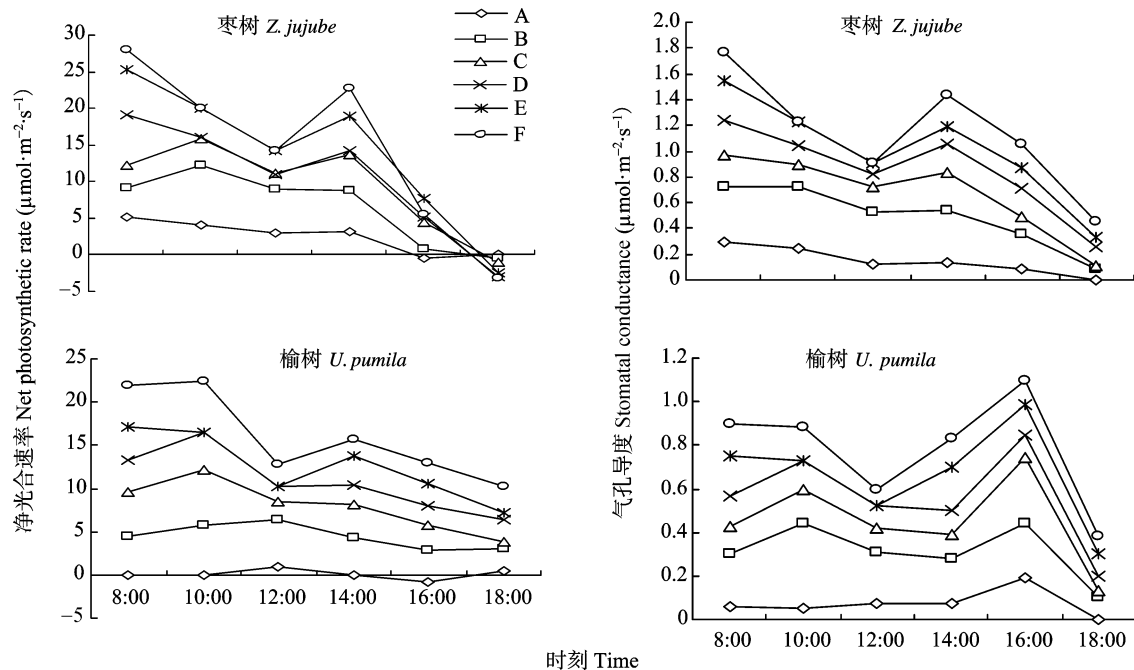 枣树 Z. jujube
净光合速率 Net photosynthetic rate (μmol·m⁻²·s⁻¹)
30
25
20
15
10
5
0
−5
A
B
C
D
E
F
枣树 Z. jujube
气孔导度 Stomatal conductance (μmol·m⁻²·s⁻¹)
2.0
1.8
1.6
1.4
1.2
1.0
0.8
0.6
0.4
0.2
0
榆树 U. pumila
25
20
15
10
5
0
−5
8:00 10:00 12:00 14:00 16:00 18:00
榆树 U. pumila
1.2
1.0
0.8
0.6
0.4
0.2
0
8:00 10:00 12:00 14:00 16:00 18:00
时刻 Time